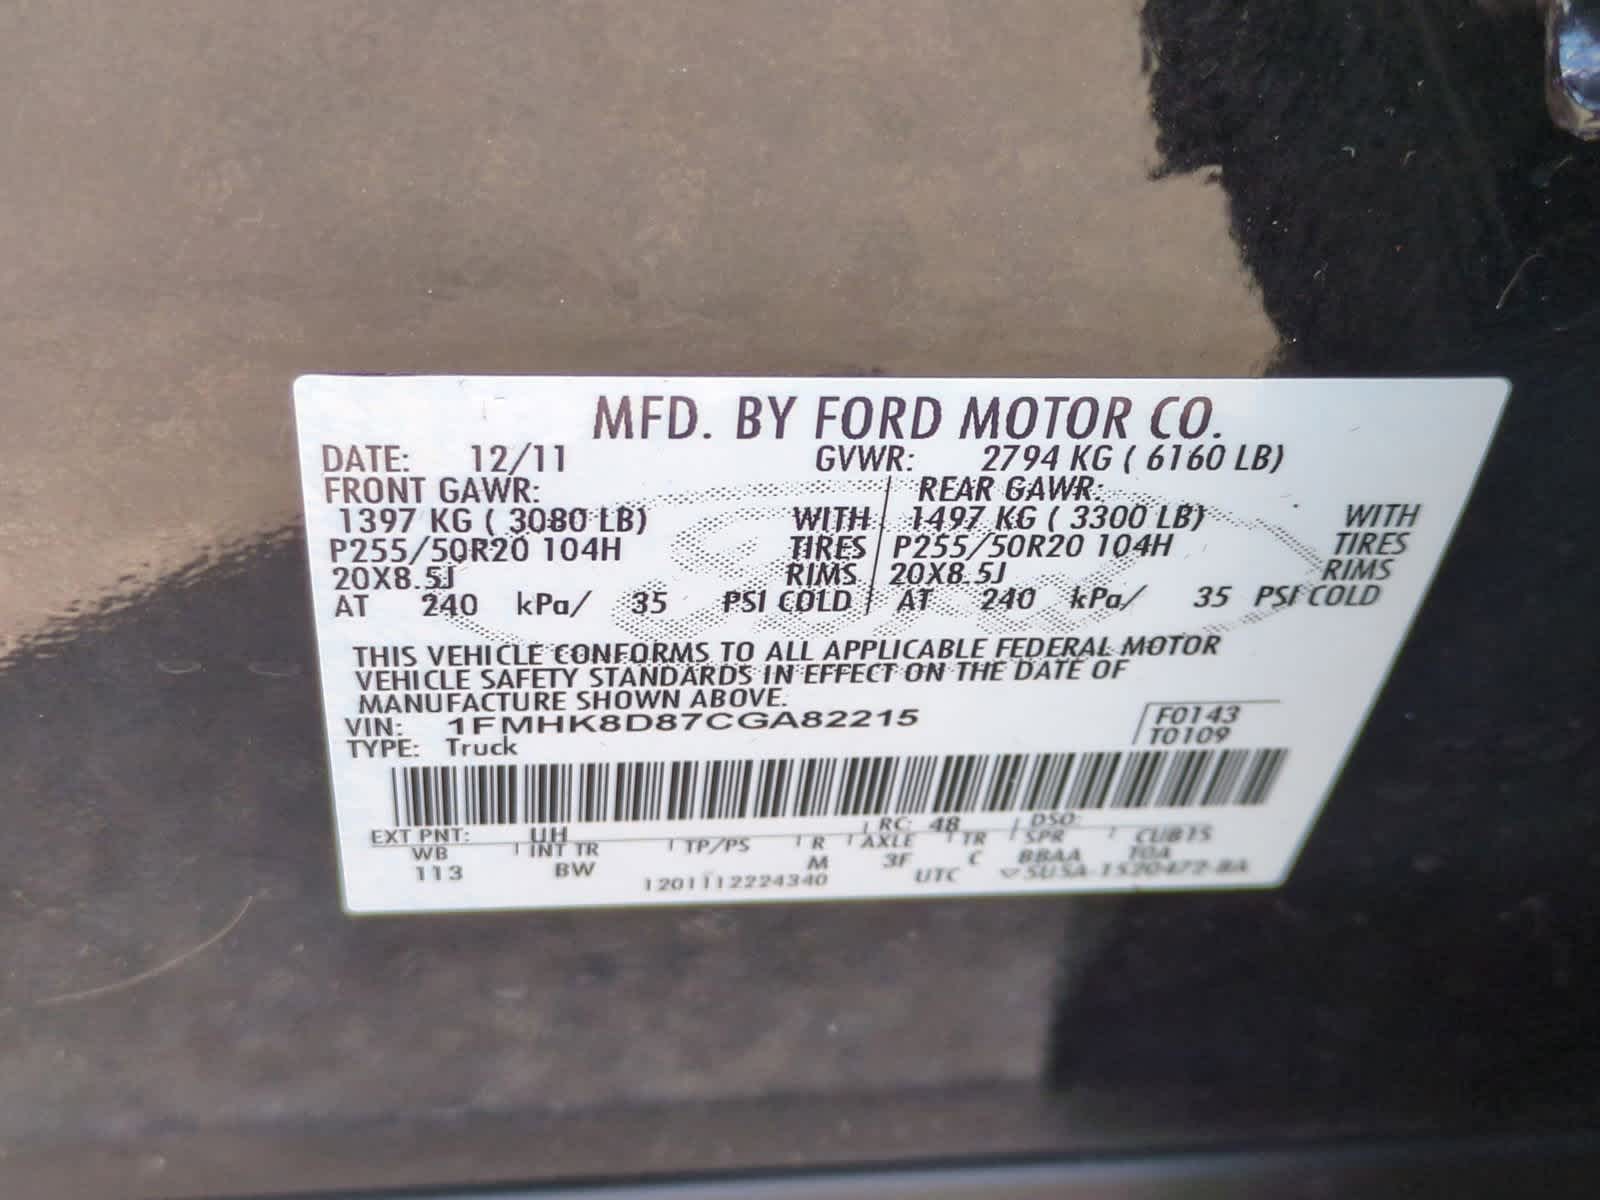 MFD. BY FORD MOTOR CO.
DATE: 12/11 GVWR: 2794 KG ( 6160 LB)
FRONT GAWR: REAR GAWR:
1397 KG ( 3080 LB) WITH 1497 KG ( 3300 LB) WITH
P255/50R20 104H TIRES P255/50R20 104H TIRES
20X8.5J RIMS 20X8.5J RIMS
AT 240 kPa/ 35 PSI COLD AT 240 kPa/ 35 PSI COLD
THIS VEHICLE CONFORMS TO ALL APPLICABLE FEDERAL MOTOR
VEHICLE SAFETY STANDARDS IN EFFECT ON THE DATE OF
MANUFACTURE SHOWN ABOVE.
VIN: 1FMHK8D87CGA82215 F0143
TYPE: Truck T0109
EXT PNT: UH RC: 48 DSO:
WB INT TR TP/PS R AXLE TR SPR CUB15
113 BW M 3F C BBAA
1201112224340 UTC